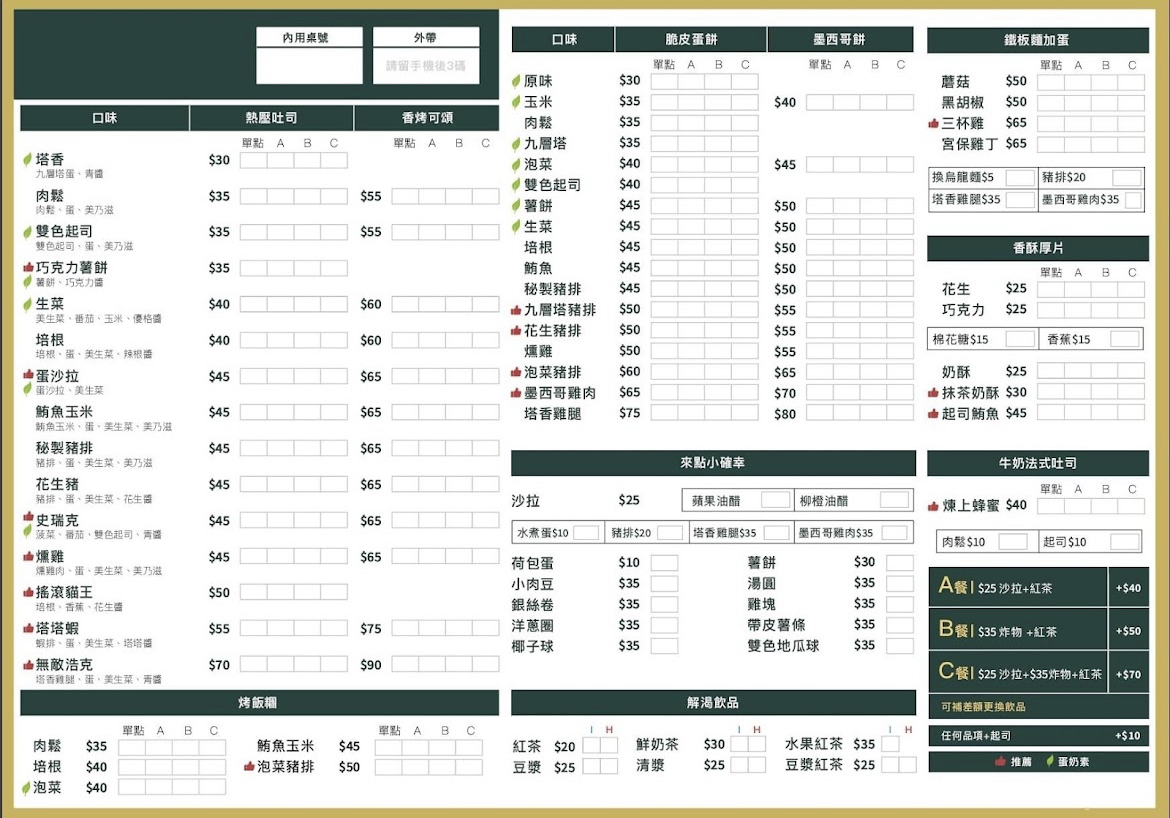 內用桌號 外帶
請留手機後3碼
口味 熱壓吐司 香烤可頌
單點 A B C 單點 A B C
塔香 $30
九層塔蛋、青醬
肉鬆 $35 $55
肉鬆、蛋、美乃滋
雙色起司 $35 $55
雙色起司、蛋、美乃滋
巧克力薯餅 $35
薯餅、巧克力醬
生菜 $40 $60
美生菜、番茄、玉米、優格醬
培根 $40 $60
培根、蛋、美生菜、辣根醬
蛋沙拉 $45 $65
蛋沙拉、美生菜
鮪魚玉米 $45 $65
鮪魚玉米、蛋、美生菜、美乃滋
秘製豬排 $45 $65
豬排、蛋、美生菜、美乃滋
花生豬 $45 $65
豬排、蛋、美生菜、花生醬
史瑞克 $45 $65
菠菜、番茄、雙色起司、青醬
燻雞 $45 $65
燻雞肉、蛋、美生菜、美乃滋
搖滾貓王 $50
培根、香蕉、花生醬
塔塔蝦 $55 $75
蝦排、蛋、美生菜、塔塔醬
無敵浩克 $70 $90
塔香雞腿、蛋、美生菜、青醬
烤飯糰
單點 A B C 單點 A B C
肉鬆 $35 鮪魚玉米 $45
培根 $40 泡菜豬排 $50
泡菜 $40
口味 脆皮蛋餅 墨西哥餅
單點 A B C 單點 A B C
原味 $30
玉米 $35 $40
肉鬆 $35
九層塔 $35
泡菜 $40 $45
雙色起司 $40
薯餅 $45 $50
生菜 $45 $50
培根 $45 $50
鮪魚 $45 $50
秘製豬排 $45 $50
九層塔豬排 $50 $55
花生豬排 $50 $55
燻雞 $50 $55
泡菜豬排 $60 $65
墨西哥雞肉 $65 $70
塔香雞腿 $75 $80
來點小確幸
沙拉 $25 蘋果油醋 柳橙油醋
水煮蛋$10 豬排$20 塔香雞腿$35 墨西哥雞肉$35
荷包蛋 $10 薯餅 $30
小肉豆 $35 湯圓 $35
銀絲卷 $35 雞塊 $35
洋蔥圈 $35 帶皮薯條 $35
椰子球 $35 雙色地瓜球 $35
解渴飲品
I H I H I H
紅茶 $20 鮮奶茶 $30 水果紅茶 $35
豆漿 $25 清漿 $25 豆漿紅茶 $25
鐵板麵加蛋
單點 A B C
蘑菇 $50
黑胡椒 $50
三杯雞 $65
宮保雞丁 $65
換烏龍麵$5 豬排$20
塔香雞腿$35 墨西哥雞肉$35
香酥厚片
單點 A B C
花生 $25
巧克力 $25
棉花糖$15 香蕉$15
奶酥 $25
抹茶奶酥 $30
起司鮪魚 $45
牛奶法式吐司
單點 A B C
煉上蜂蜜 $40
肉鬆$10 起司$10
A餐| $25 沙拉+紅茶 +$40
B餐| $35 炸物 +紅茶 +$50
C餐| $25 沙拉+$35炸物+紅茶 +$70
可補差額更換飲品
任何品項+起司 +$10
推薦 蛋奶素